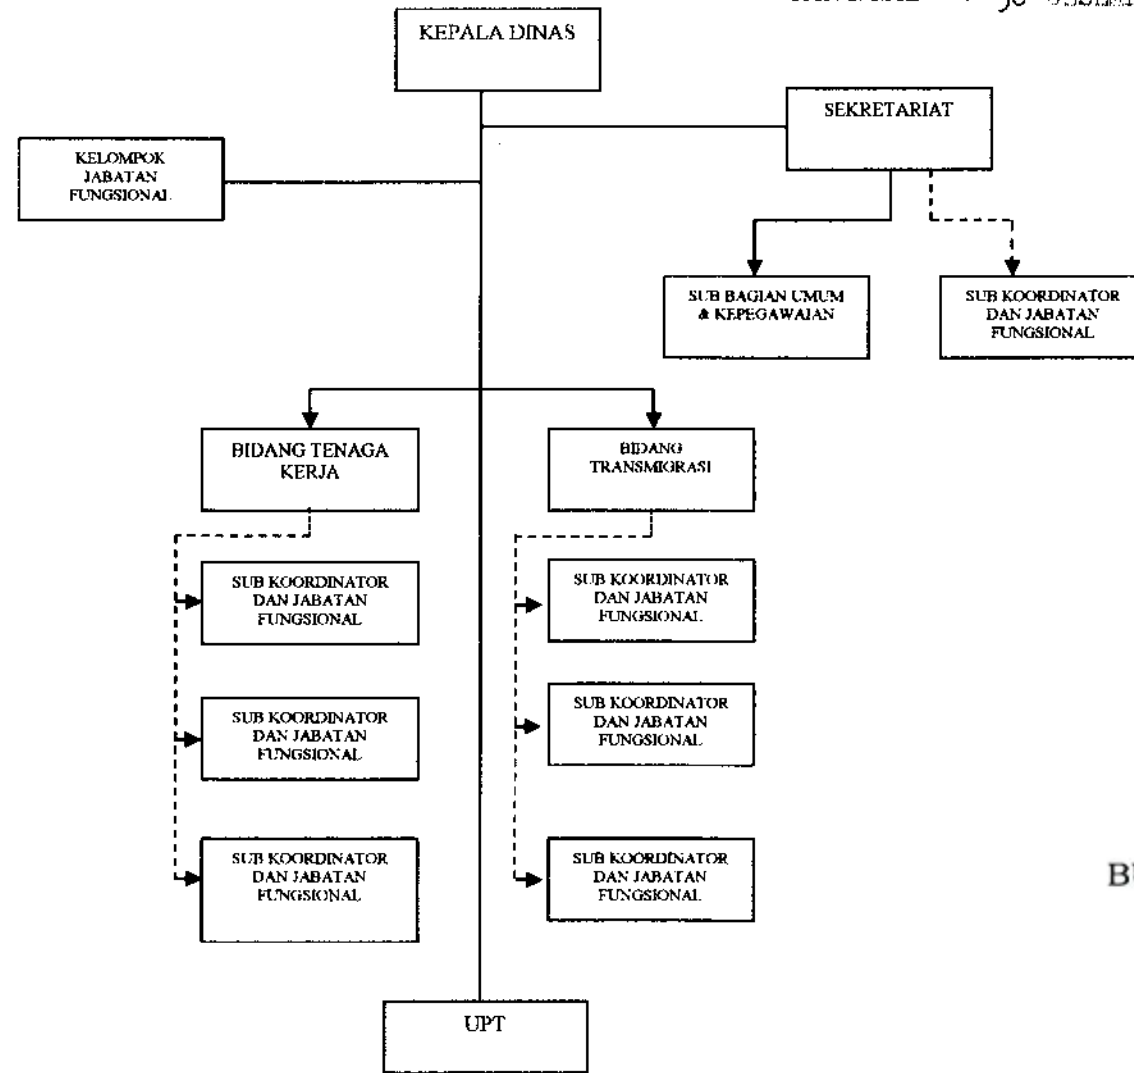 KEPALA DINAS
SEKRETARIAT
KELOMPOK
JABATAN
FUNGSIONAL
SUB BAGIAN UMUM
& KEPEGAWAIAN
SUB KOORDINATOR
DAN JABATAN
FUNGSIONAL
BIDANG TENAGA
KERJA
BIDANG
TRANSMIGRASI
SUB KOORDINATOR
DAN JABATAN
FUNGSIONAL
SUB KOORDINATOR
DAN JABATAN
FUNGSIONAL
SUB KOORDINATOR
DAN JABATAN
FUNGSIONAL
SUB KOORDINATOR
DAN JABATAN
FUNGSIONAL
SUB KOORDINATOR
DAN JABATAN
FUNGSIONAL
SUB KOORDINATOR
DAN JABATAN
FUNGSIONAL
UPT